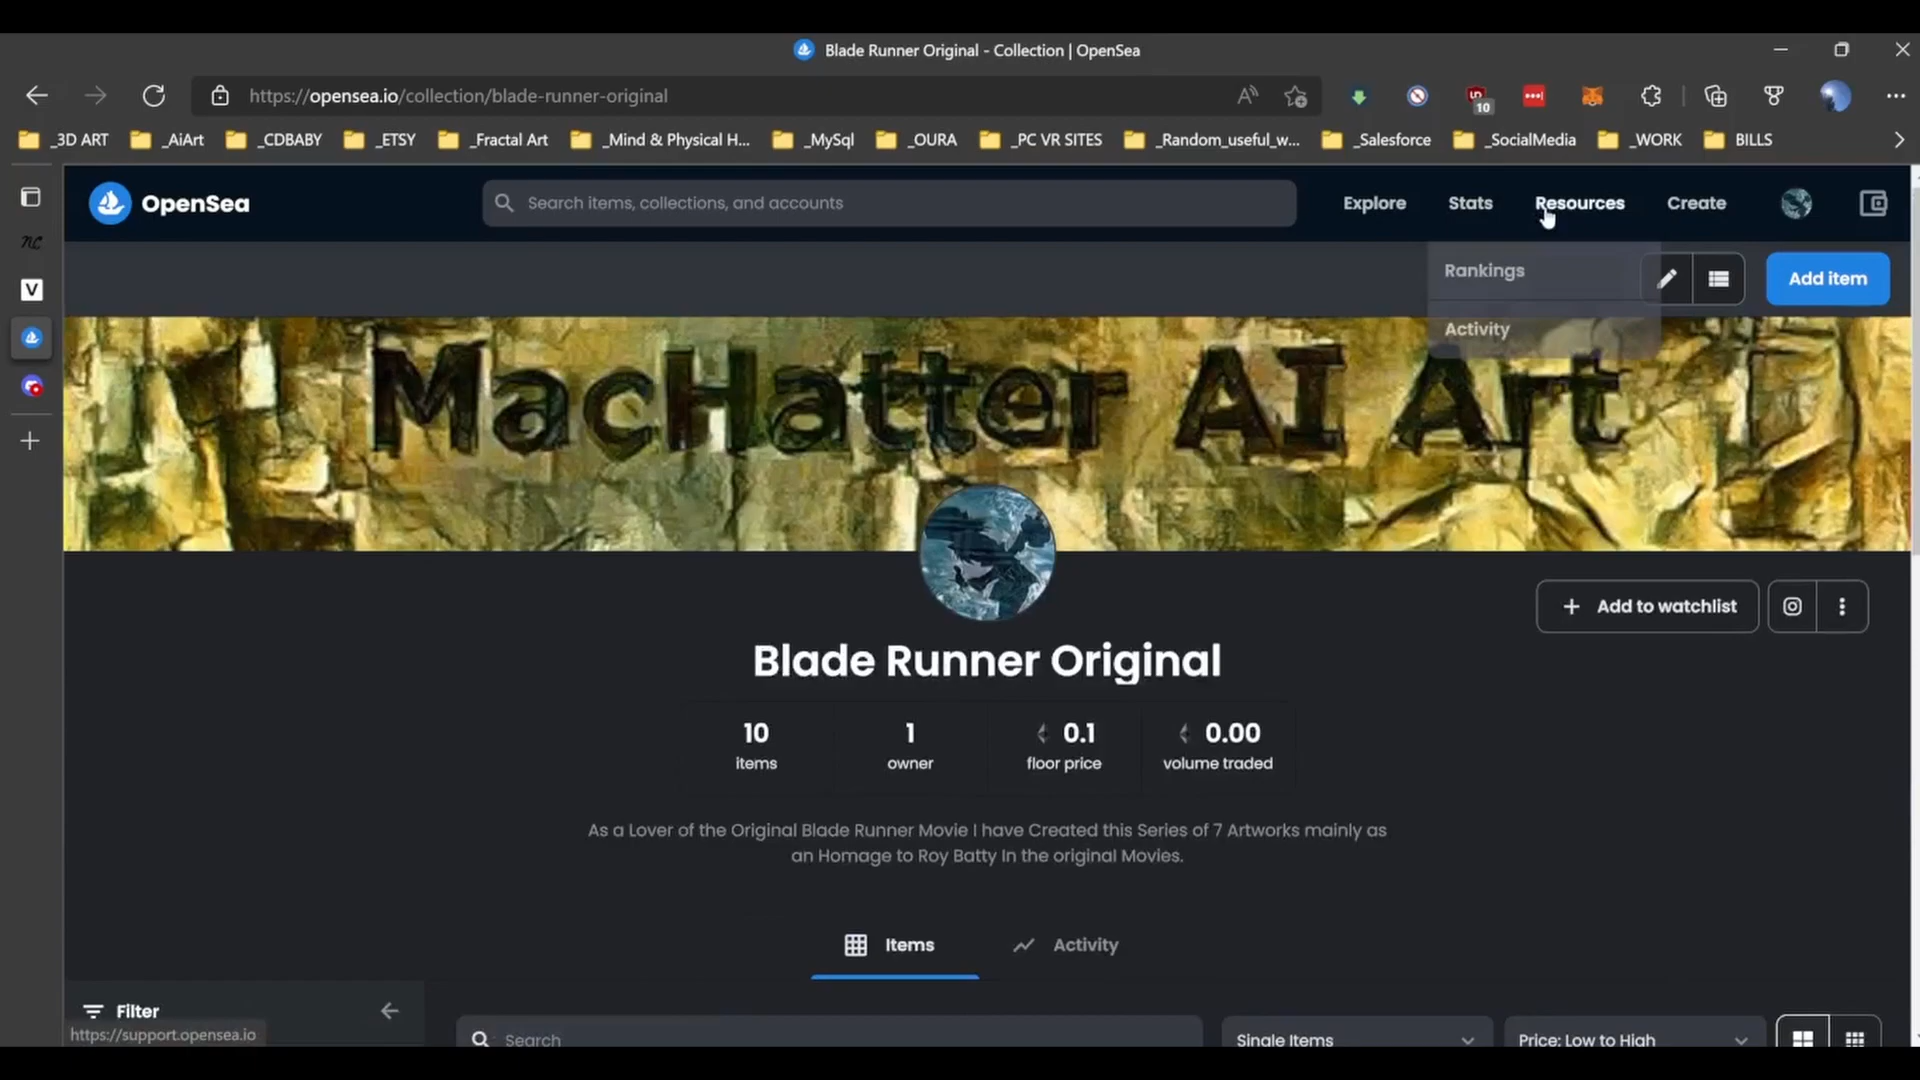 Blade Runner Original - Collection | OpenSea
https://opensea.io/collection/blade-runner-original
10
_3D ART
_AiArt
_CDBABY
_ETSY
_Fractal Art
_Mind & Physical H...
_MySql
_OURA
_PC VR SITES
_Random_useful_w...
_Salesforce
_SocialMedia
_WORK
BILLS
OpenSea
Search items, collections, and accounts
Explore
Stats
Resources
Create
Rankings
Add item
Activity
MacHatter AI Art
Add to watchlist
Blade Runner Original
10
items
1
owner
0.1
floor price
0.00
volume traded
As a Lover of the Original Blade Runner Movie I have Created this Series of 7 Artworks mainly as
an Homage to Roy Batty In the original Movies.
Items
Activity
Filter
https://support.opensea.io
Search
Single Items
Price: Low to High